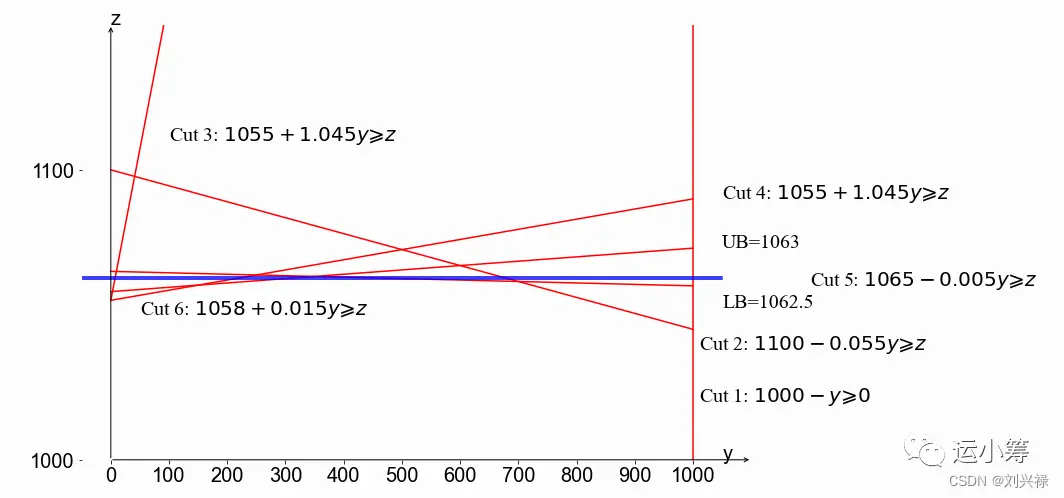 z
Cut 3: 1055 + 1.045y⩾z
1100
Cut 4: 1055 + 1.045y⩾z
UB=1063
Cut 5: 1065 − 0.005y⩾z
LB=1062.5
Cut 6: 1058 + 0.015y⩾z
Cut 2: 1100 − 0.055y⩾z
Cut 1: 1000 − y⩾0
1000
y
0 100 200 300 400 500 600 700 800 900 1000
运小筹
CSDN @刘兴禄